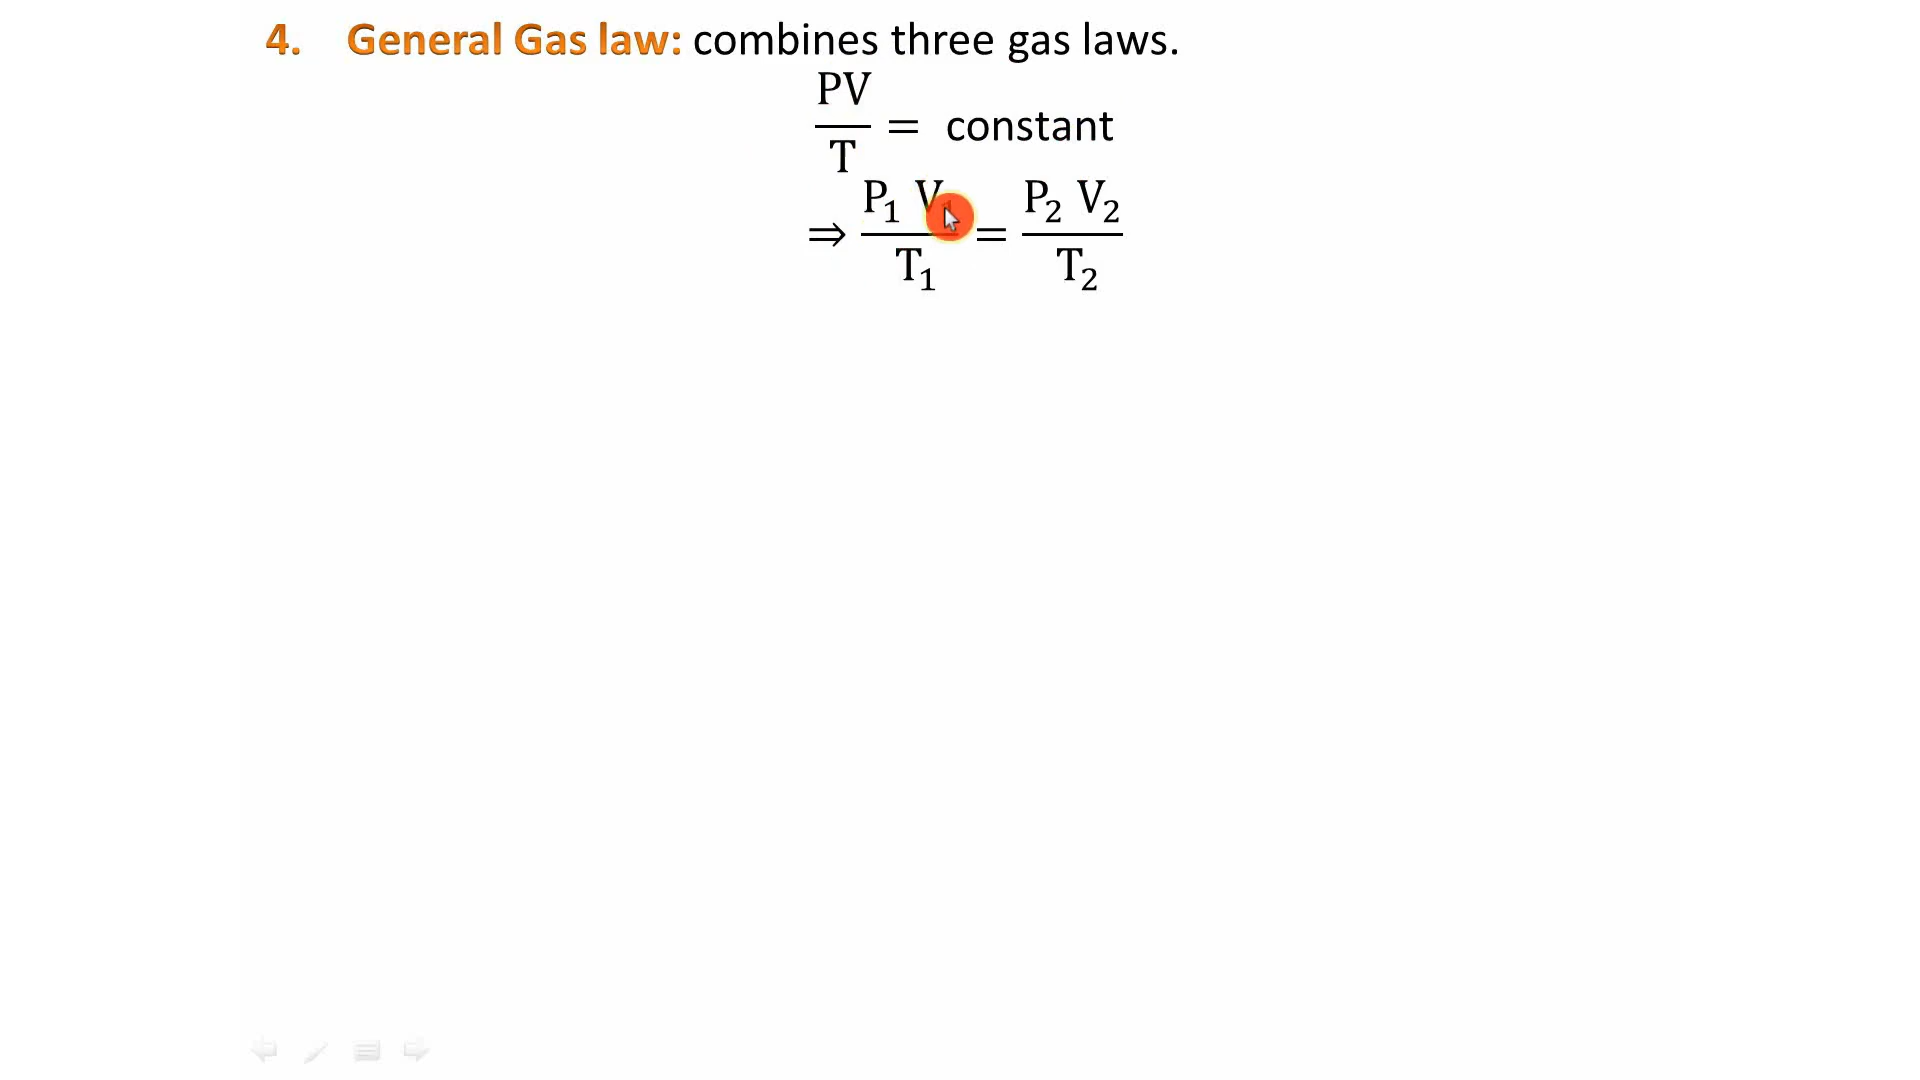 4. General Gas law: combines three gas laws.
PV
T
= constant
⇒ P₁ V₁ / T₁ = P₂ V₂ / T₂